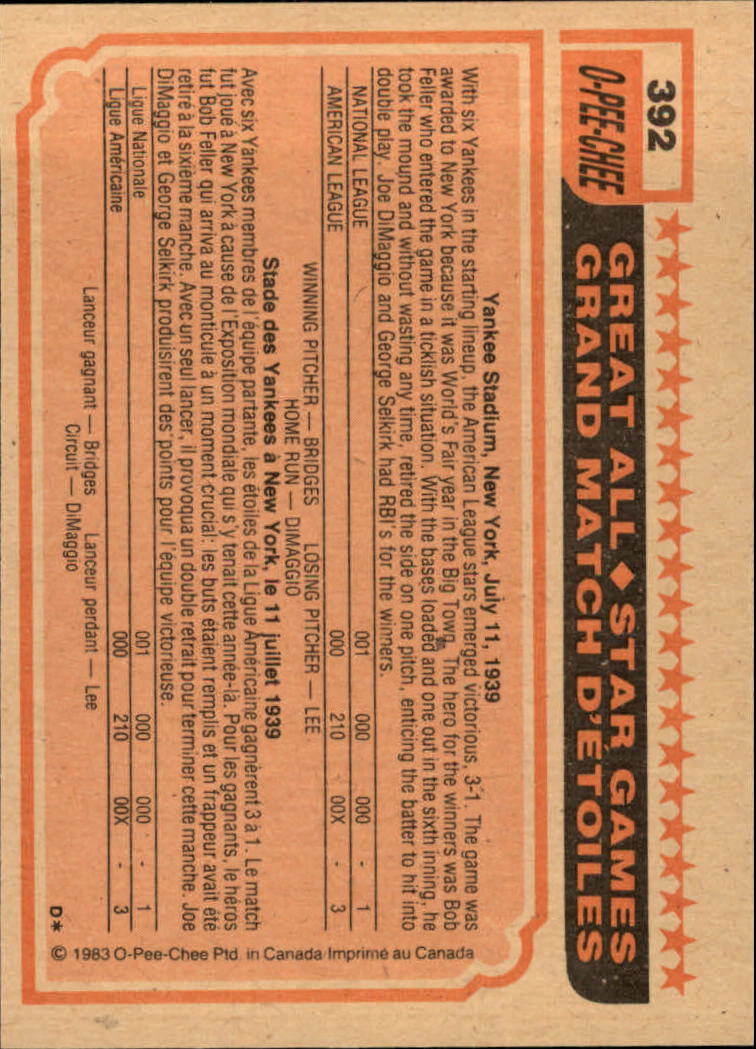 392
O-PEE-CHEE
GREAT ALL ♦ STAR GAMES
GRAND MATCH D'ÉTOILES
Yankee Stadium, New York, July 11, 1939
With six Yankees in the starting lineup, the American League stars emerged victorious, 3-1. The game was
awarded to New York because it was World's Fair year in the Big Town. The hero for the winners was Bob
Feller who entered the game in a ticklish situation. With the bases loaded and one out in the sixth inning, he
took the mound and without wasting any time, retired the side on one pitch, enticing the batter to hit into
double play. Joe DiMaggio and George Selkirk had RBI's for the winners.
NATIONAL LEAGUE 001 000 000 - 1
AMERICAN LEAGUE 000 210 00X - 3
WINNING PITCHER — BRIDGES LOSING PITCHER — LEE
HOME RUN — DIMAGGIO
Stade des Yankees à New York, le 11 juillet 1939
Avec six Yankees membres de l'équipe partante, les étoiles de la Ligue Américaine gagnèrent 3 à 1. Le match
fut joué à New York à cause de l'Exposition mondiale qui s'y tenait cette année-là. Pour les gagnants, le héros
fut Bob Feller qui arriva au monticule à un moment crucial: les buts étaient remplis et un frappeur avait été
retiré à la sixième manche. Avec un seul lancer, il provoqua un double retrait pour terminer cette manche. Joe
DiMaggio et George Selkirk produisirent des points pour l'équipe victorieuse.
Ligue Nationale 001 000 000 - 1
Ligue Américaine 000 210 00X - 3
Lanceur gagnant — Bridges Lanceur perdant — Lee
Circuit — DiMaggio
D*
© 1983 O-Pee-Chee Ptd. in Canada/Imprimé au Canada